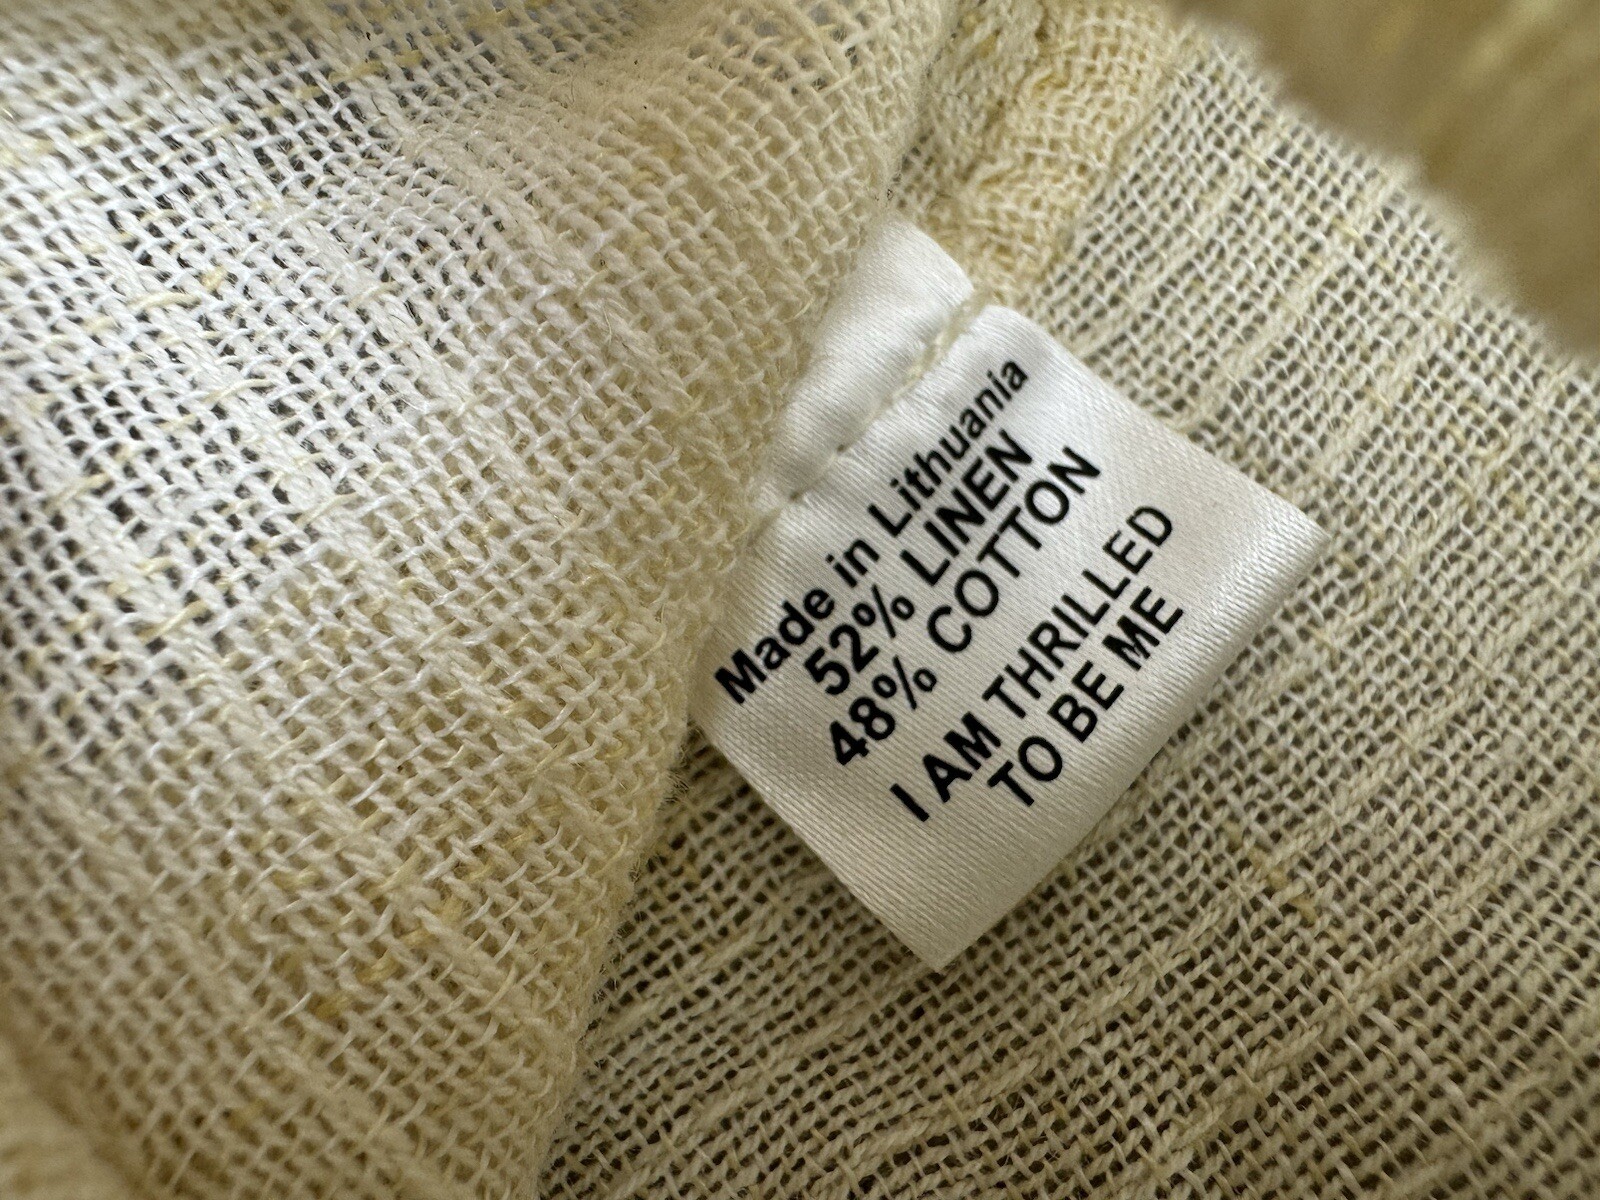 Made in Lithuania
52% LINEN
48% COTTON
I AM THRILLED
TO BE ME